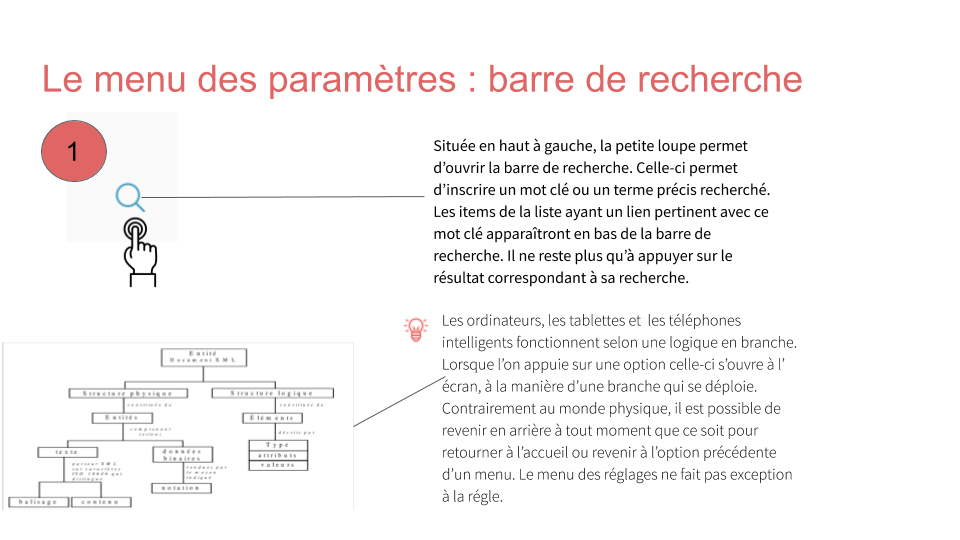 Le menu des paramètres : barre de recherche
1
Située en haut à gauche, la petite loupe permet
d'ouvrir la barre de recherche. Celle-ci permet
d'inscrire un mot clé ou un terme précis recherché.
Les items de la liste ayant un lien pertinent avec ce
mot clé apparaîtront en bas de la barre de
recherche. Il ne reste plus qu'à appuyer sur le
résultat correspondant à sa recherche.
Les ordinateurs, les tablettes et les téléphones
intelligents fonctionnent selon une logique en branche.
Lorsque l'on appuie sur une option celle-ci s'ouvre à l'
écran, à la manière d'une branche qui se déploie.
Contrairement au monde physique, il est possible de
revenir en arrière à tout moment que ce soit pour
retourner à l'accueil ou revenir à l'option précédente
d'un menu. Le menu des réglages ne fait pas exception
à la régle.
Entité
Document XML
Structure physique
Structure logique
constituée de
constituée de
Entités
Éléments
comprenant
décrits par
texte
données
binaires
Type
attributs
valeurs
notation
balisage
contenu